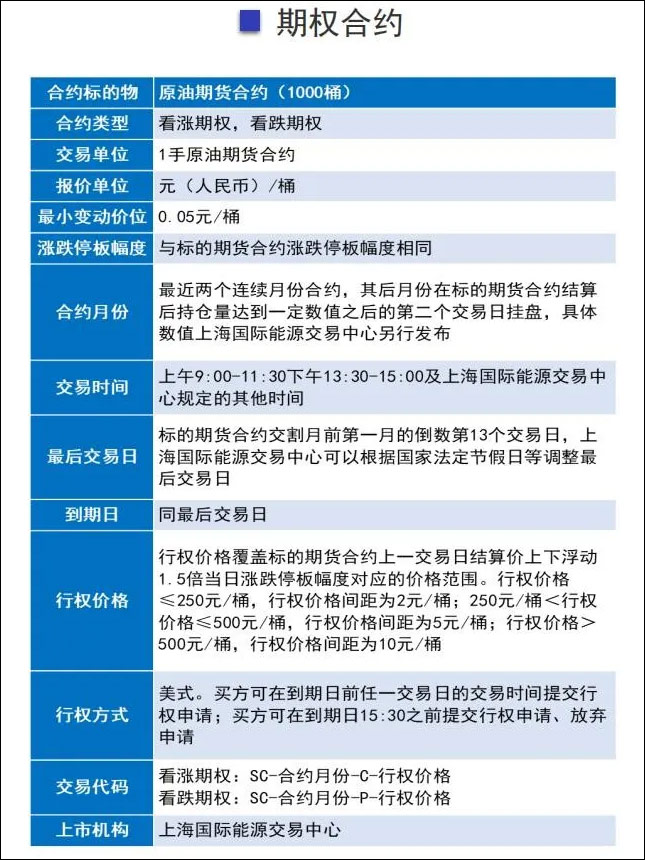 期权合约
合约标的物 原油期货合约（1000桶）
合约类型 看涨期权，看跌期权
交易单位 1手原油期货合约
报价单位 元（人民币）/桶
最小变动价位 0.05元/桶
涨跌停板幅度 与标的期货合约涨跌停板幅度相同
合约月份 最近两个连续月份合约，其后月份在标的期货合约结算
后持仓量达到一定数值之后的第二个交易日挂盘，具体
数值上海国际能源交易中心另行发布
交易时间 上午9:00-11:30下午13:30-15:00及上海国际能源交易中
心规定的其他时间
最后交易日 标的期货合约交割月前第一月的倒数第13个交易日，上
海国际能源交易中心可以根据国家法定节假日等调整最
后交易日
到期日 同最后交易日
行权价格 行权价格覆盖标的期货合约上一交易日结算价上下浮动
1.5倍当日涨跌停板幅度对应的价格范围。行权价格
≤250元/桶，行权价格间距为2元/桶；250元/桶＜行权
价格≤500元/桶，行权价格间距为5元/桶；行权价格＞
500元/桶，行权价格间距为10元/桶
行权方式 美式。买方可在到期日前任一交易日的交易时间提交行
权申请；买方可在到期日15:30之前提交行权申请、放弃
申请
交易代码 看涨期权：SC-合约月份-C-行权价格
看跌期权：SC-合约月份-P-行权价格
上市机构 上海国际能源交易中心